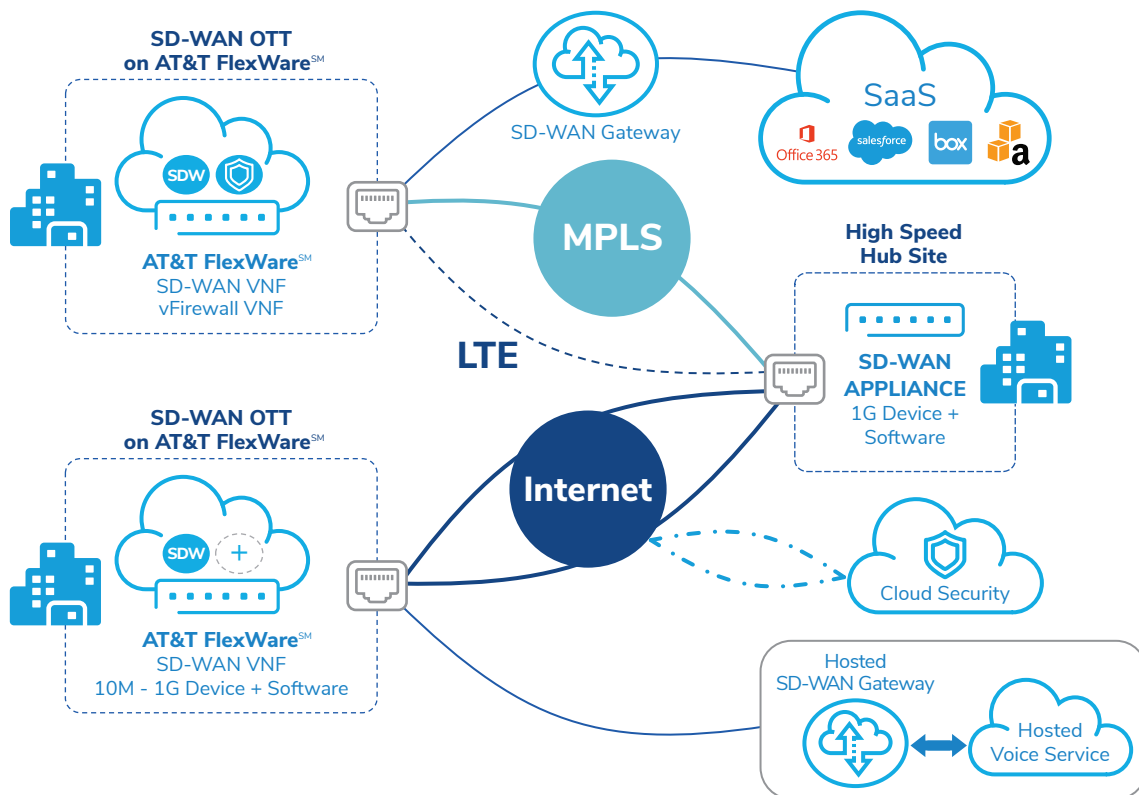 SD-WAN OTT
on AT&T FlexWare℠
SDW
AT&T FlexWare℠
SD-WAN VNF
vFirewall VNF
SD-WAN Gateway
SaaS
Office 365
salesforce
box
a
MPLS
LTE
High Speed
Hub Site
SD-WAN
APPLIANCE
1G Device +
Software
SD-WAN OTT
on AT&T FlexWare℠
SDW
+
AT&T FlexWare℠
SD-WAN VNF
10M - 1G Device + Software
Internet
Cloud Security
Hosted
SD-WAN Gateway
Hosted
Voice Service